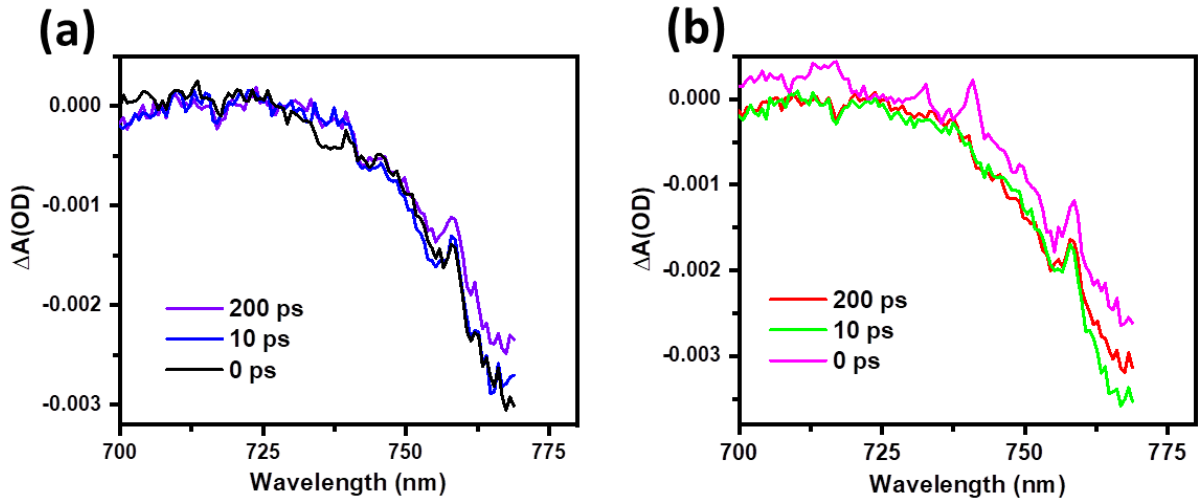 (a)
0.000
-0.001
-0.002
-0.003
ΔA(OD)
200 ps
10 ps
0 ps
700
725
750
775
Wavelength (nm)
(b)
0.000
-0.001
-0.002
-0.003
ΔA(OD)
200 ps
10 ps
0 ps
700
725
750
775
Wavelength (nm)